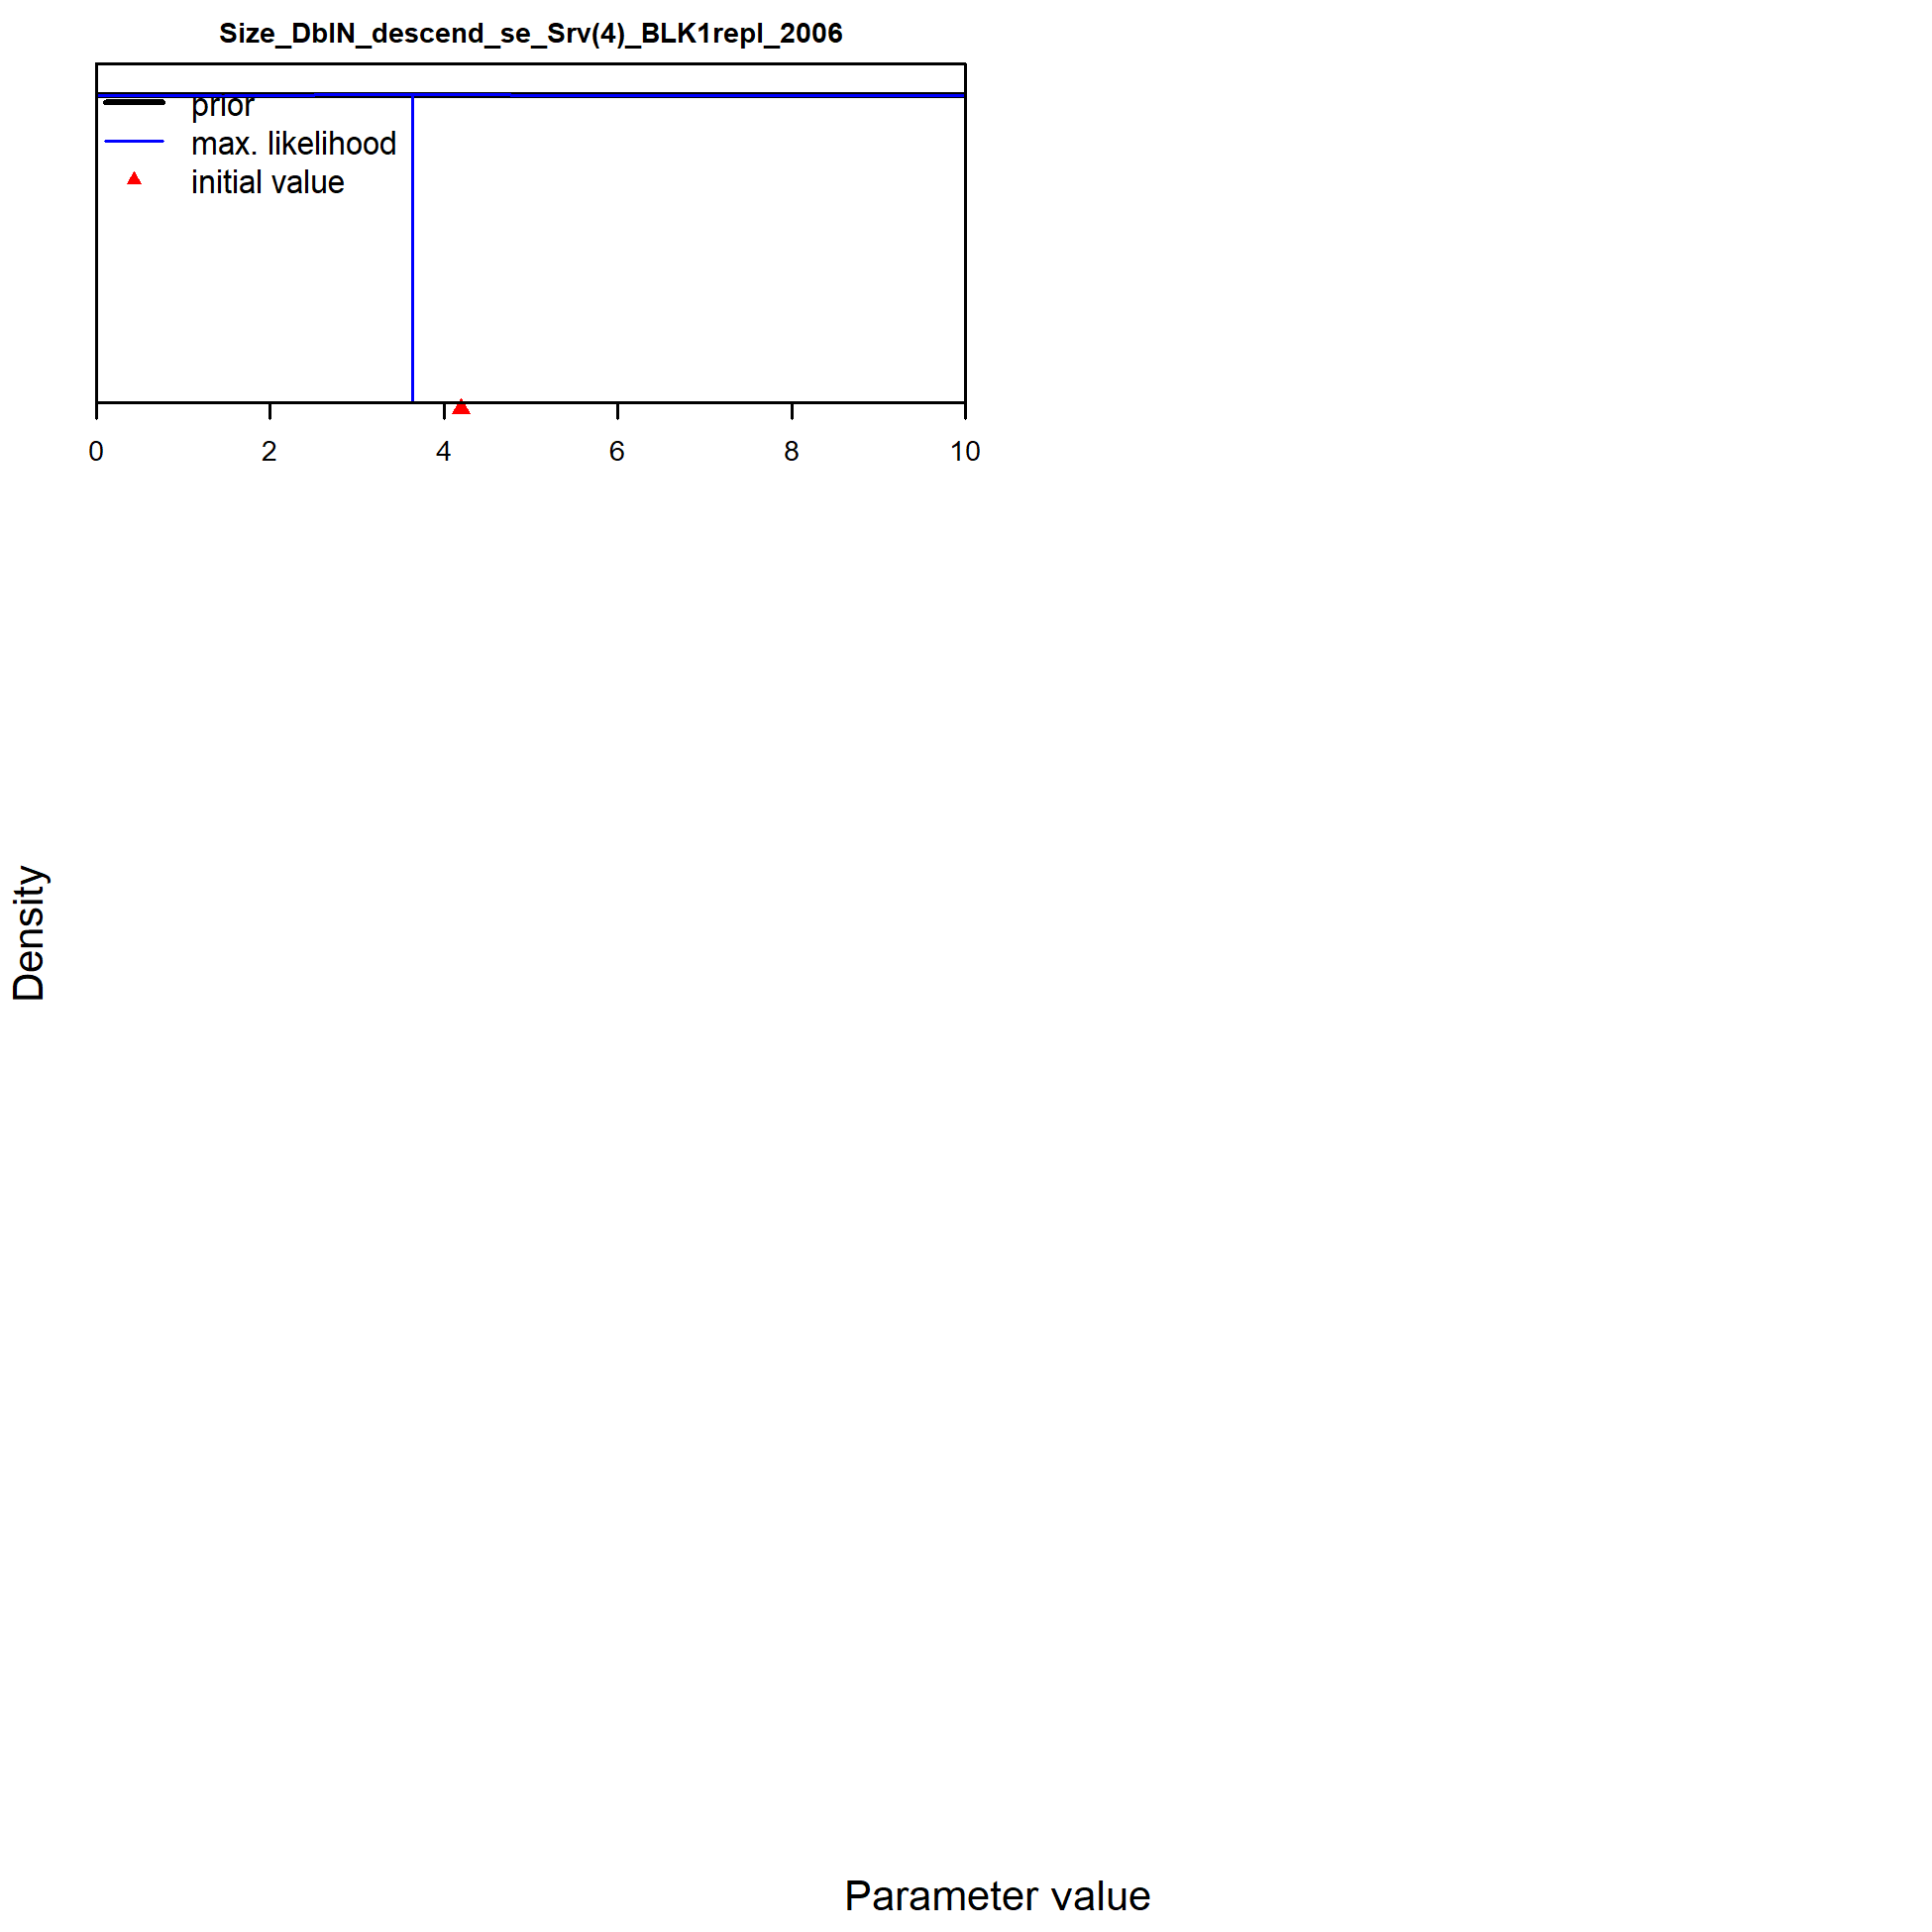 Size_DblN_descend_se_Srv(4)_BLK1repl_2006
prior
max. likelihood
initial value
0 2 4 6 8 10
Density
Parameter value